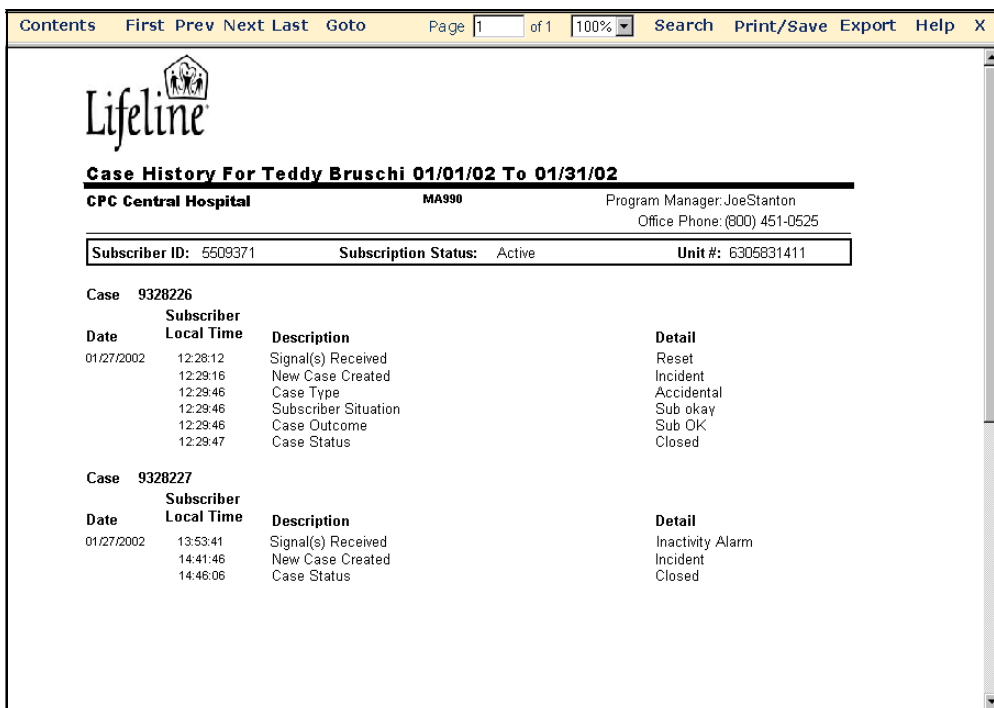 Contents First Prev Next Last Goto Page 1 of 1 100% Search Print/Save Export Help X
Lifeline®
Case History For Teddy Bruschi 01/01/02 To 01/31/02
CPC Central Hospital MA990 Program Manager: JoeStanton
Office Phone: (800) 451-0525
Subscriber ID: 5509371 Subscription Status: Active Unit #: 6305831411
Case 9328226
Subscriber
Date Local Time Description Detail
01/27/2002 12:28:12 Signal(s) Received Reset
12:29:16 New Case Created Incident
12:29:46 Case Type Accidental
12:29:46 Subscriber Situation Sub okay
12:29:46 Case Outcome Sub OK
12:29:47 Case Status Closed
Case 9328227
Subscriber
Date Local Time Description Detail
01/27/2002 13:53:41 Signal(s) Received Inactivity Alarm
14:41:46 New Case Created Incident
14:46:06 Case Status Closed